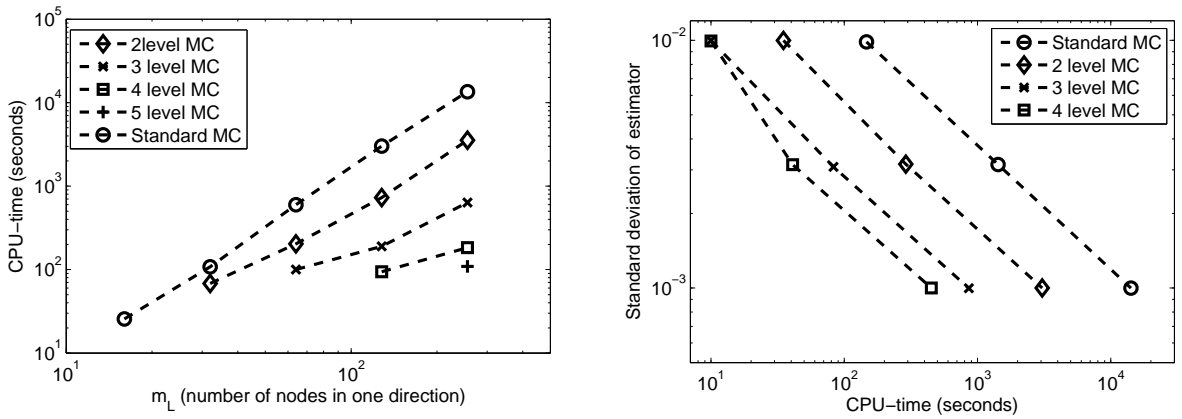 10^5
10^4
10^3
10^2
10^1
CPU−time (seconds)
2level MC
3 level MC
4 level MC
5 level MC
Standard MC
10^1
10^2
m_L (number of nodes in one direction)
10^−2
10^−3
Standard deviation of estimator
Standard MC
2 level MC
3 level MC
4 level MC
10^1
10^2
10^3
10^4
CPU−time (seconds)